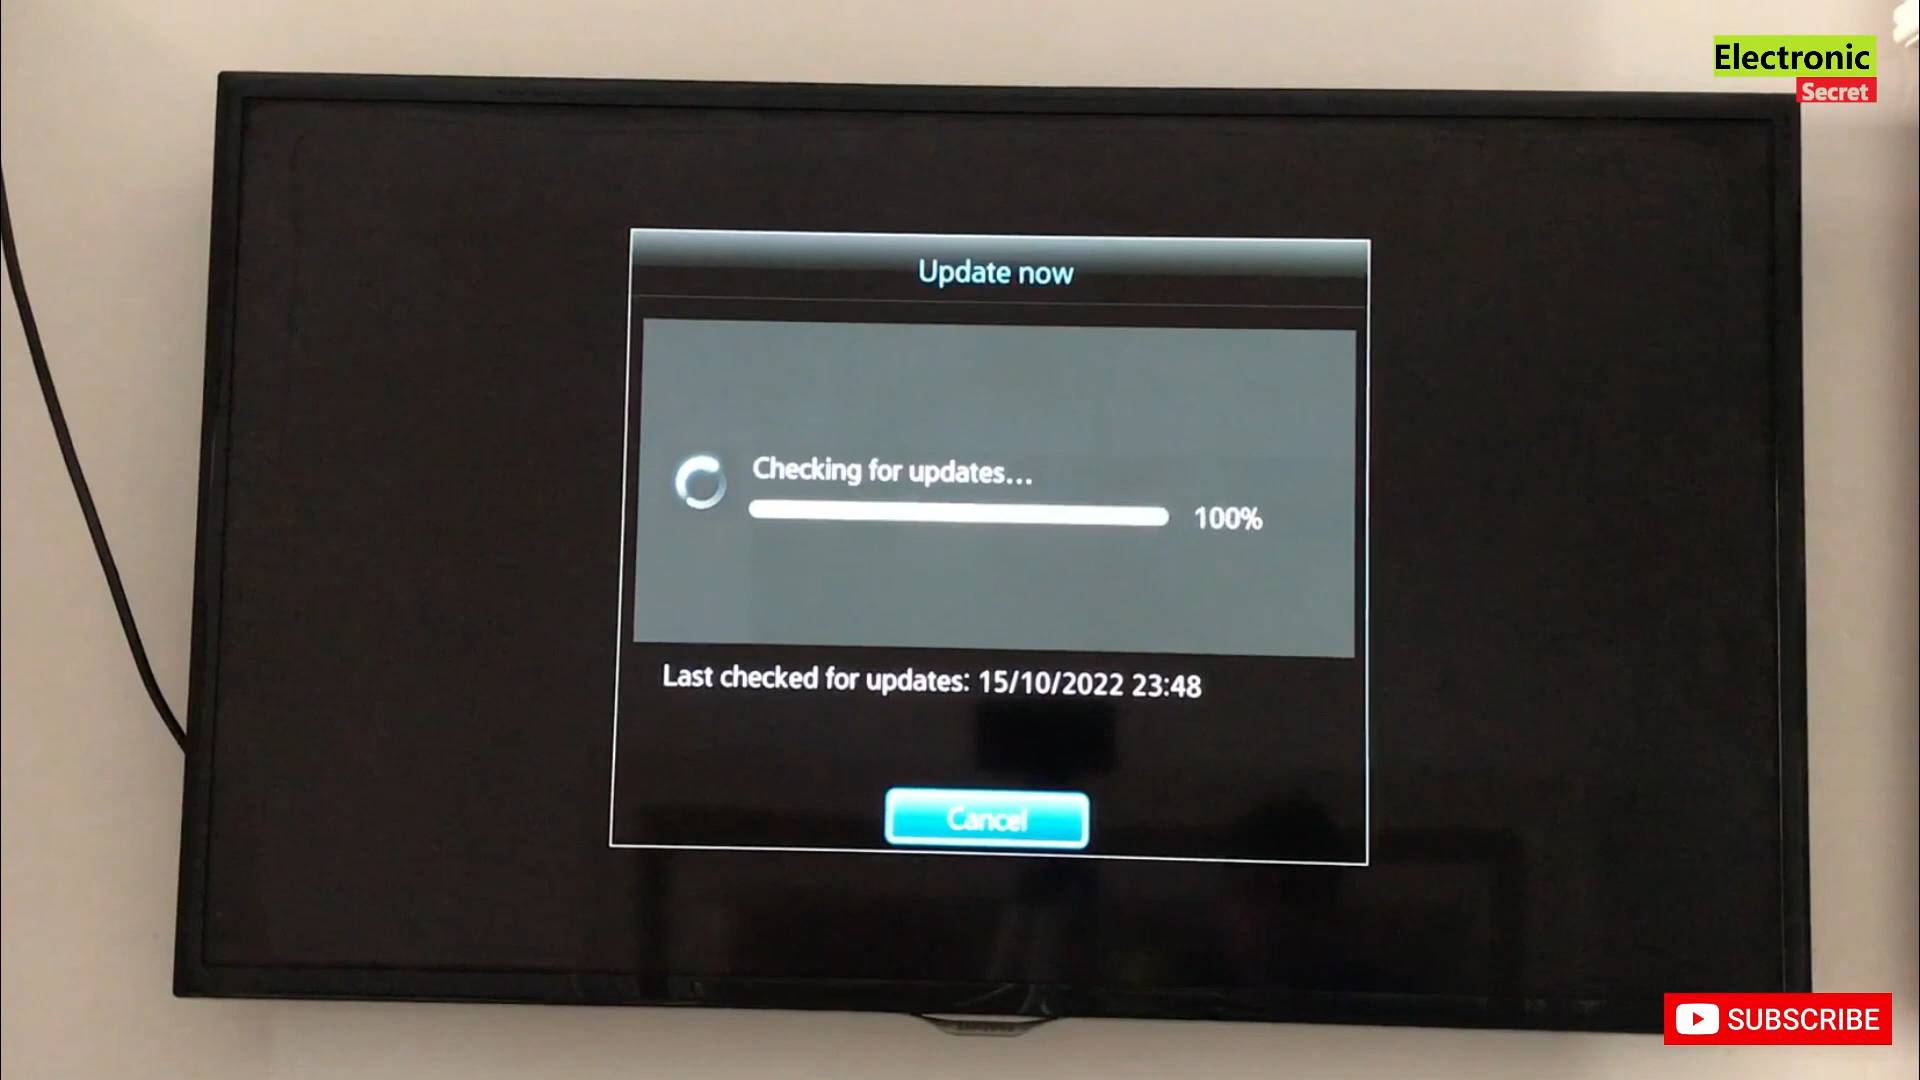 Electronic
Secret
Update now
Checking for updates...
100%
Last checked for updates: 15/10/2022 23:48
Cancel
SUBSCRIBE